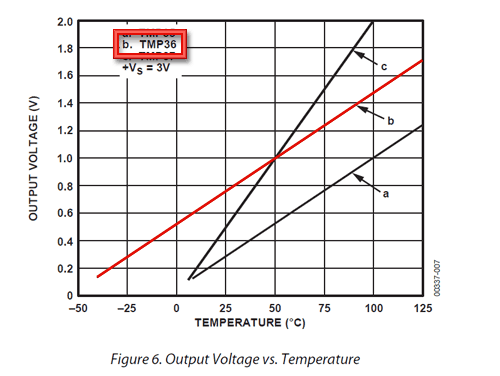 2.0
1.8
1.6
1.4
1.2
1.0
0.8
0.6
0.4
0.2
0
OUTPUT VOLTAGE (V)
b. TMP36
+VS = 3V
c
b
a
–50 –25 0 25 50 75 100 125
TEMPERATURE (°C)
00337-007
Figure 6. Output Voltage vs. Temperature